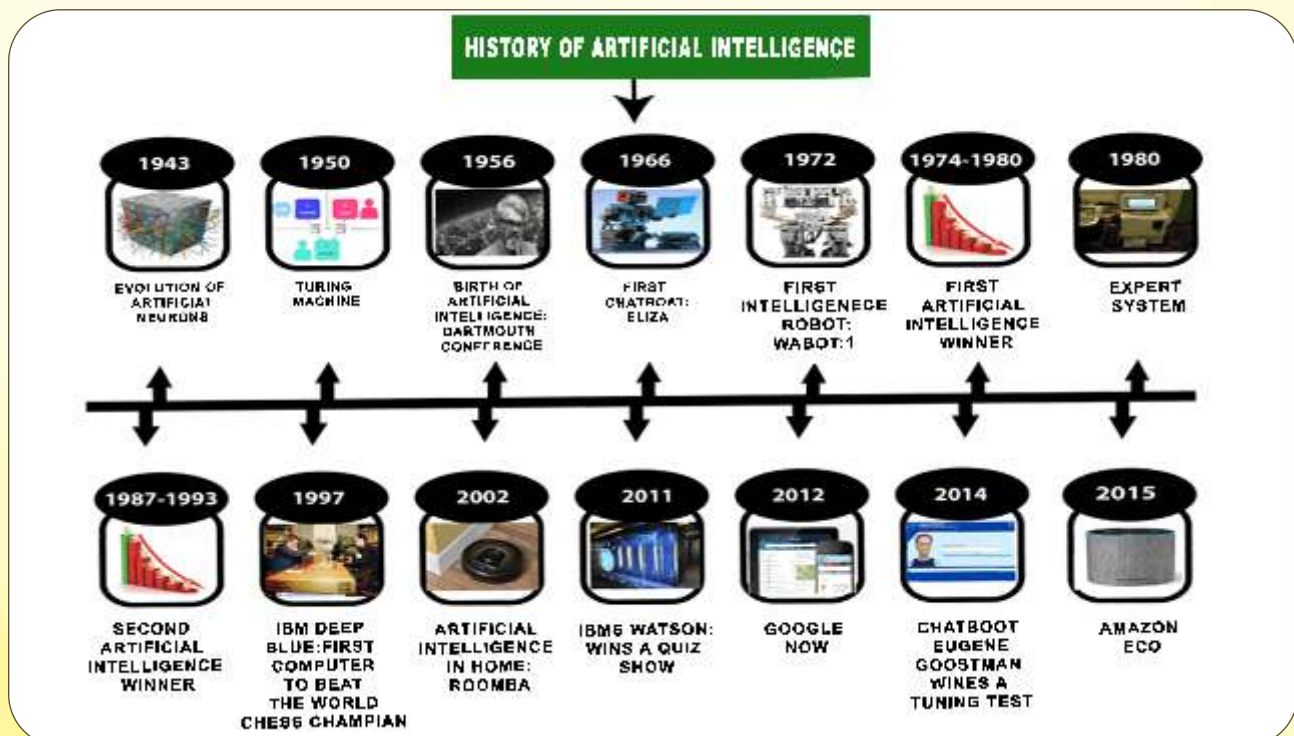 HISTORY OF ARTIFICIAL INTELLIGENCE
1943
EVOLUTION OF
ARTIFICIAL
NEURONS
1950
TURING
MACHINE
1956
BIRTH OF
ARTIFICIAL
INTELLIGENCE:
DARTMOUTH
CONFERENCE
1966
FIRST
CHATBOAT:
ELIZA
1972
FIRST
INTELLIGENECE
ROBOT:
WABOT:1
1974-1980
FIRST
ARTIFICIAL
INTELLIGENCE
WINNER
1980
EXPERT
SYSTEM
1987-1993
SECOND
ARTIFICIAL
INTELLIGENCE
WINNER
1997
IBM DEEP
BLUE:FIRST
COMPUTER
TO BEAT
THE WORLD
CHESS CHAMPIAN
2002
ARTIFICIAL
INTELLIGENCE
IN HOME:
ROOMBA
2011
IBMS WATSON:
WINS A QUIZ
SHOW
2012
GOOGLE
NOW
2014
CHATBOOT
EUGENE
GOOSTMAN
WINES A
TUNING TEST
2015
AMAZON
ECO